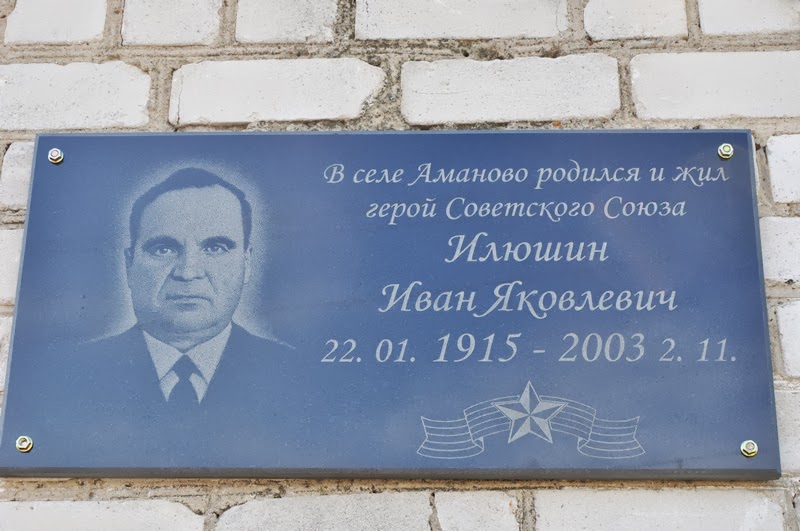 В селе Аманово родился и жил
герой Советского Союза
Илюшин
Иван Яковлевич
22. 01. 1915 - 2003 2. 11.